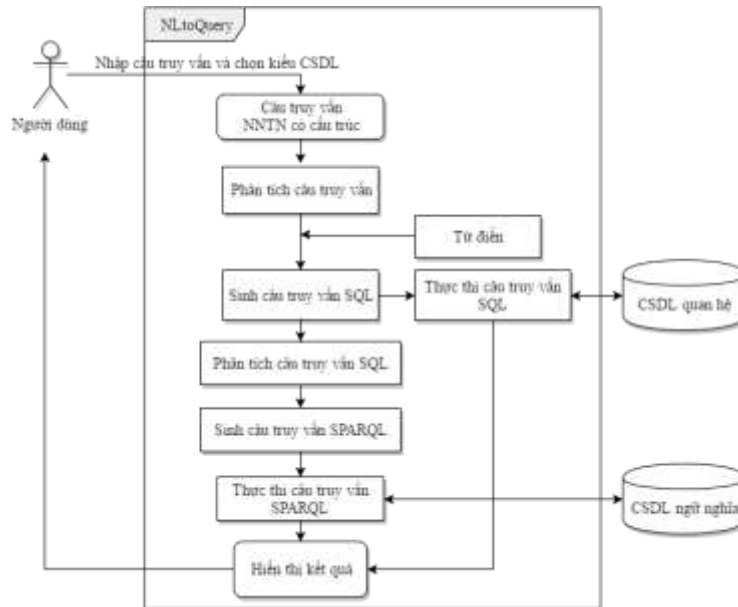 NLtoQuery
Nhập câu truy vấn và chọn kiểu CSDL
Người dùng
Câu truy vấn
NNTN có cấu trúc
Phân tích câu truy vấn
Từ điển
Sinh câu truy vấn SQL
Thực thi câu truy vấn
SQL
CSDL quan hệ
Phân tích câu truy vấn SQL
Sinh câu truy vấn SPARQL
Thực thi câu truy vấn
SPARQL
CSDL ngữ nghĩa
Hiển thị kết quả